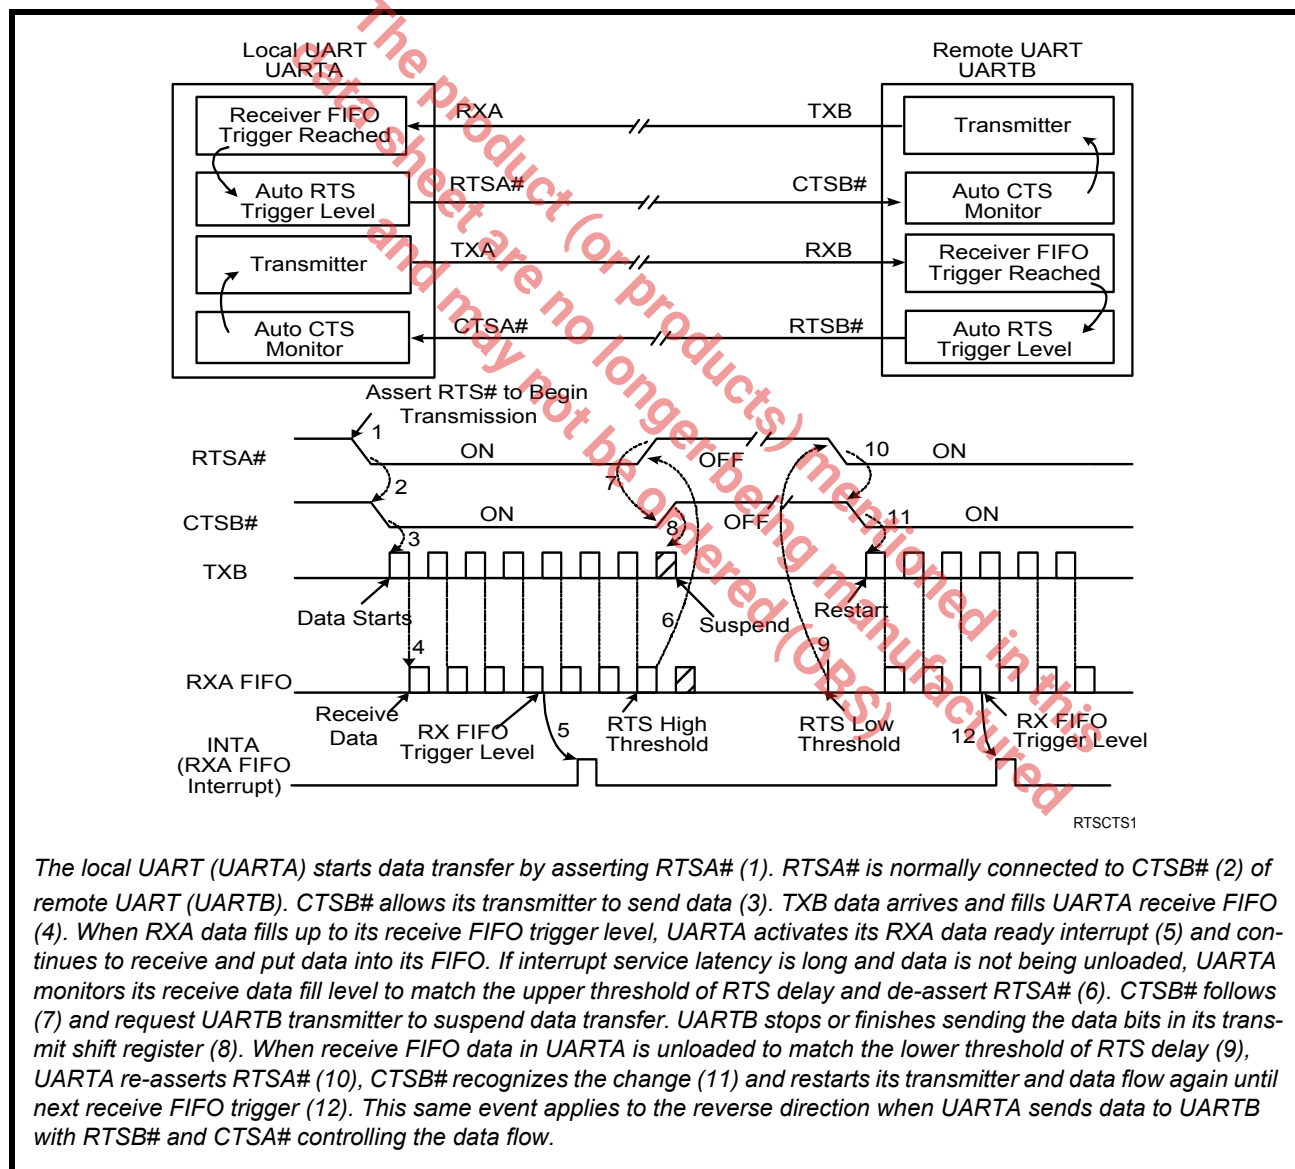 Local UART
UARTA
Remote UART
UARTB
Receiver FIFO
Trigger Reached
RXA
TXB
Transmitter
Auto RTS
Trigger Level
RTSA#
CTSB#
Auto CTS
Monitor
Transmitter
TXA
RXB
Receiver FIFO
Trigger Reached
Auto CTS
Monitor
CTSA#
RTSB#
Auto RTS
Trigger Level
Assert RTS# to Begin
Transmission
RTSA#
1
ON
7
OFF
10
ON
2
CTSB#
ON
8
OFF
11
ON
3
TXB
Data Starts
6
Suspend
Restart
4
9
RXA FIFO
Receive
Data
RX FIFO
Trigger Level
5
RTS High
Threshold
RTS Low
Threshold
12
RX FIFO
Trigger Level
INTA
(RXA FIFO
Interrupt)
RTSCTS1
The product (or products) mentioned in this
data sheet are no longer being manufactured
and may not be ordered (OBS)
The local UART (UARTA) starts data transfer by asserting RTSA# (1). RTSA# is normally connected to CTSB# (2) of
remote UART (UARTB). CTSB# allows its transmitter to send data (3). TXB data arrives and fills UARTA receive FIFO
(4). When RXA data fills up to its receive FIFO trigger level, UARTA activates its RXA data ready interrupt (5) and con-
tinues to receive and put data into its FIFO. If interrupt service latency is long and data is not being unloaded, UARTA
monitors its receive data fill level to match the upper threshold of RTS delay and de-assert RTSA# (6). CTSB# follows
(7) and request UARTB transmitter to suspend data transfer. UARTB stops or finishes sending the data bits in its trans-
mit shift register (8). When receive FIFO data in UARTA is unloaded to match the lower threshold of RTS delay (9),
UARTA re-asserts RTSA# (10), CTSB# recognizes the change (11) and restarts its transmitter and data flow again until
next receive FIFO trigger (12). This same event applies to the reverse direction when UARTA sends data to UARTB
with RTSB# and CTSA# controlling the data flow.